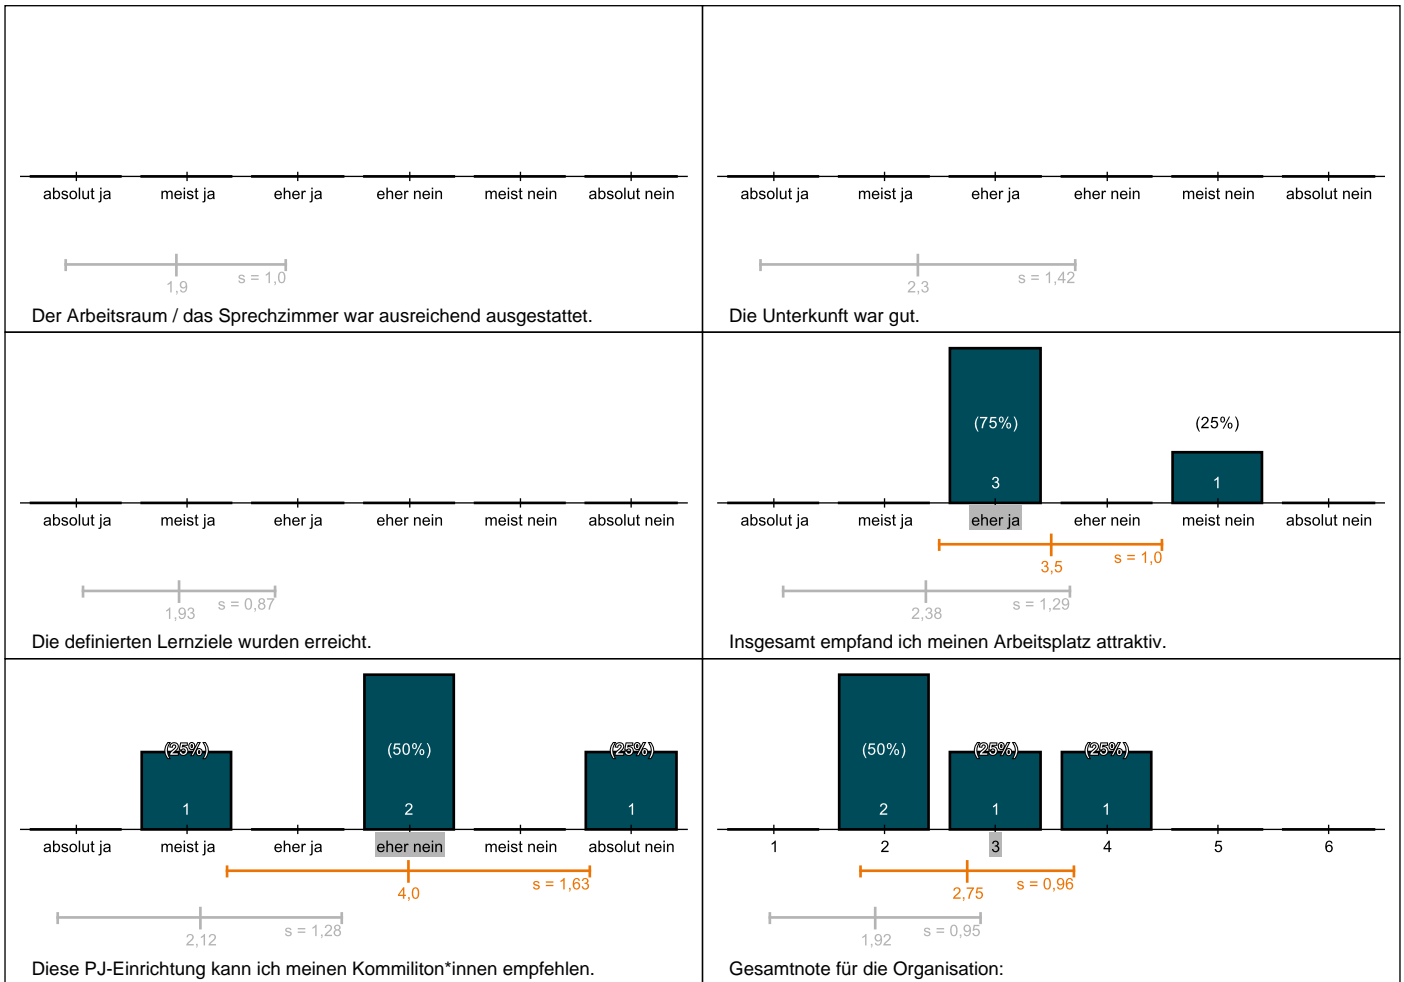 absolut ja meist ja eher ja eher nein meist nein absolut nein
s = 1,0
1,9
Der Arbeitsraum / das Sprechzimmer war ausreichend ausgestattet.
absolut ja meist ja eher ja eher nein meist nein absolut nein
s = 1,42
2,3
Die Unterkunft war gut.
absolut ja meist ja eher ja eher nein meist nein absolut nein
s = 0,87
1,93
Die definierten Lernziele wurden erreicht.
(75%) (25%)
3 1
absolut ja meist ja eher ja eher nein meist nein absolut nein
s = 1,0
3,5
s = 1,29
2,38
Insgesamt empfand ich meinen Arbeitsplatz attraktiv.
(25%) (50%) (25%)
1 2 1
absolut ja meist ja eher ja eher nein meist nein absolut nein
s = 1,63
4,0
s = 1,28
2,12
Diese PJ-Einrichtung kann ich meinen Kommiliton*innen empfehlen.
(50%) (25%) (25%)
2 1 1
1 2 3 4 5 6
s = 0,96
2,75
s = 0,95
1,92
Gesamtnote für die Organisation: